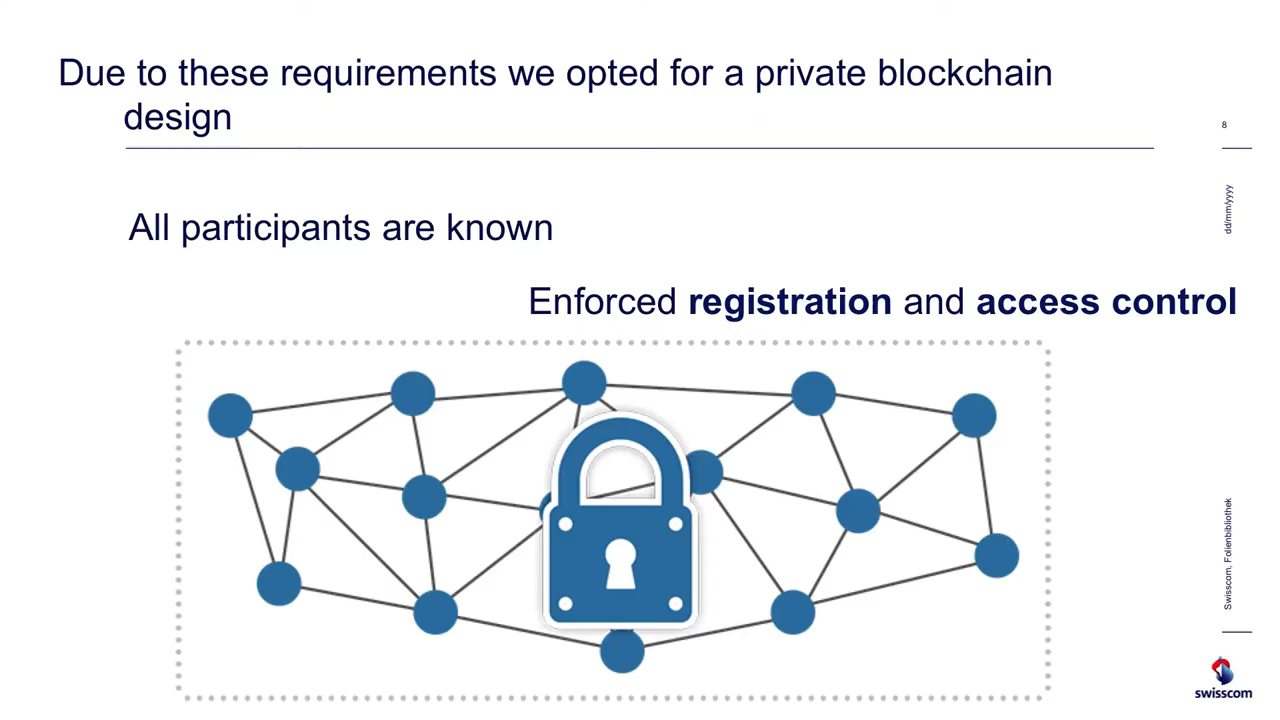 Due to these requirements we opted for a private blockchain
design
8
dd/mm/yyyy
All participants are known
Enforced registration and access control
Swisscom, Folienbibliothek
swisscom